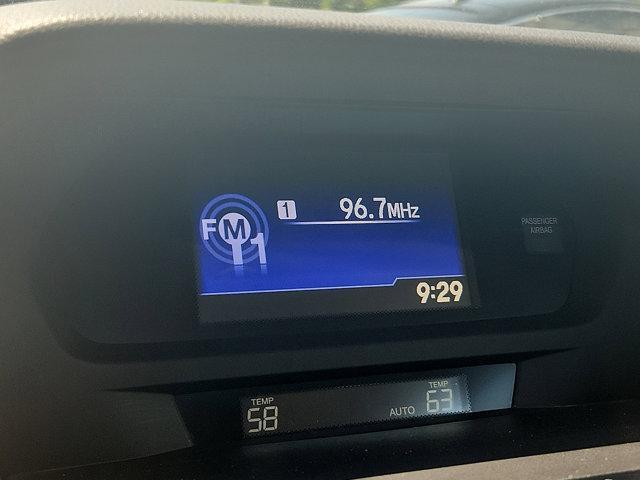 FM1
1 96.7MHz
PASSENGER
AIRBAG
9:29
TEMP
58
AUTO
TEMP
63